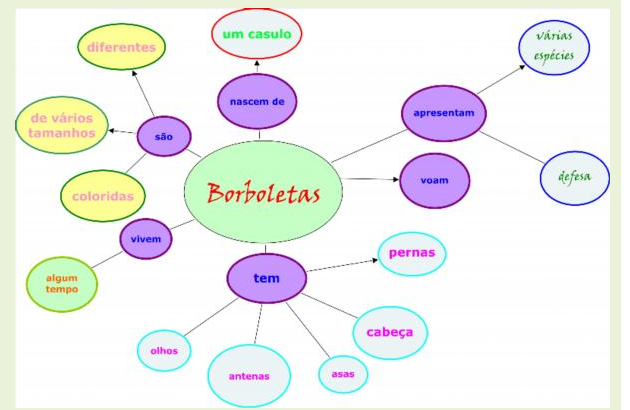 um casulo
várias
espécies
diferentes
nascem de
apresentam
de vários
tamanhos
são
voam
defesa
Borboletas
coloridas
vivem
pernas
algum
tempo
tem
cabeça
olhos
antenas
asas